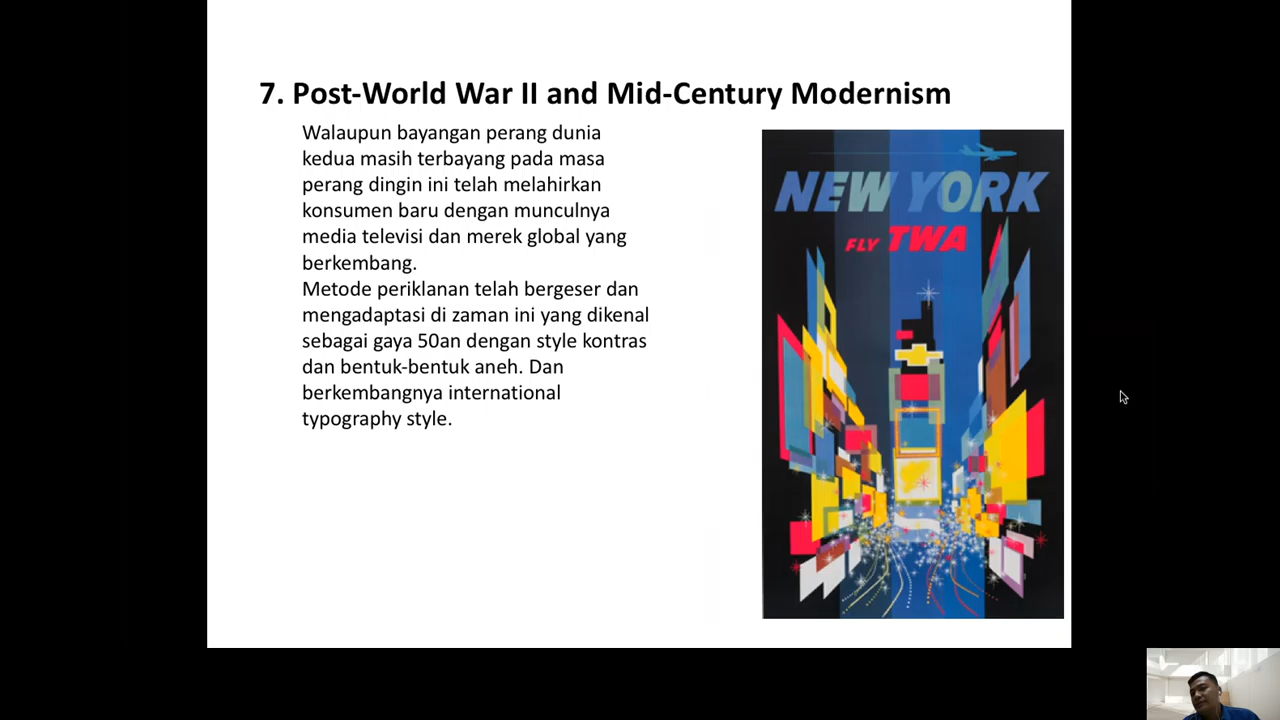 7. Post-World War II and Mid-Century Modernism
Walaupun bayangan perang dunia
kedua masih terbayang pada masa
perang dingin ini telah melahirkan
konsumen baru dengan munculnya
media televisi dan merek global yang
berkembang.
Metode periklanan telah bergeser dan
mengadaptasi di zaman ini yang dikenal
sebagai gaya 50an dengan style kontras
dan bentuk-bentuk aneh. Dan
berkembangnya international
typography style.
NEW YORK
FLY TWA